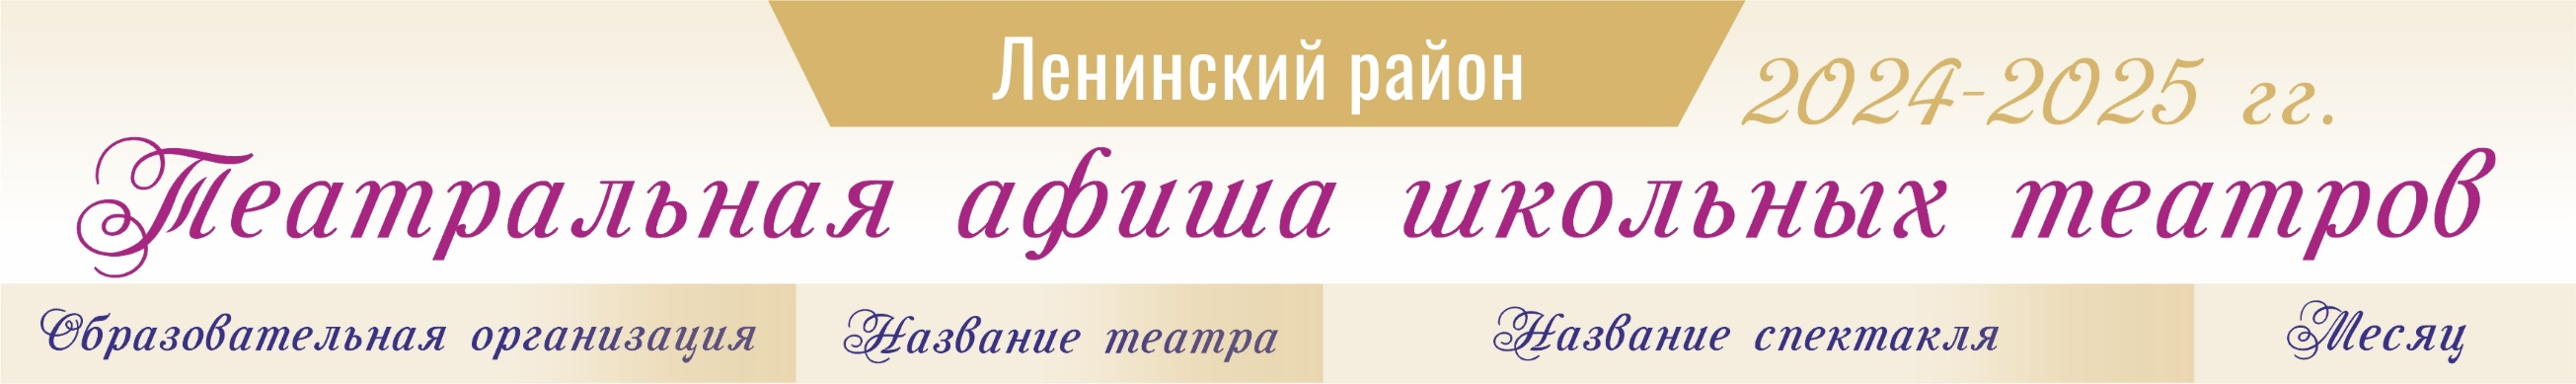 Ленинский район
2024-2025 гг.
Театральная афиша школьных театров
Образовательная организация
Название театра
Название спектакля
Месяц